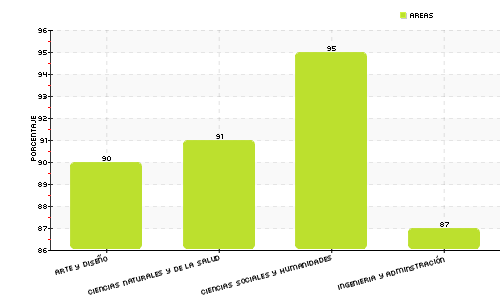 AREAS
96
95
94
93
92
91
90
89
88
87
86
PORCENTAJE
90
91
95
87
ARTE Y DISEÑO
CIENCIAS NATURALES Y DE LA SALUD
CIENCIAS SOCIALES Y HUMANIDADES
INGENIERIA Y ADMINSTRACIÓN